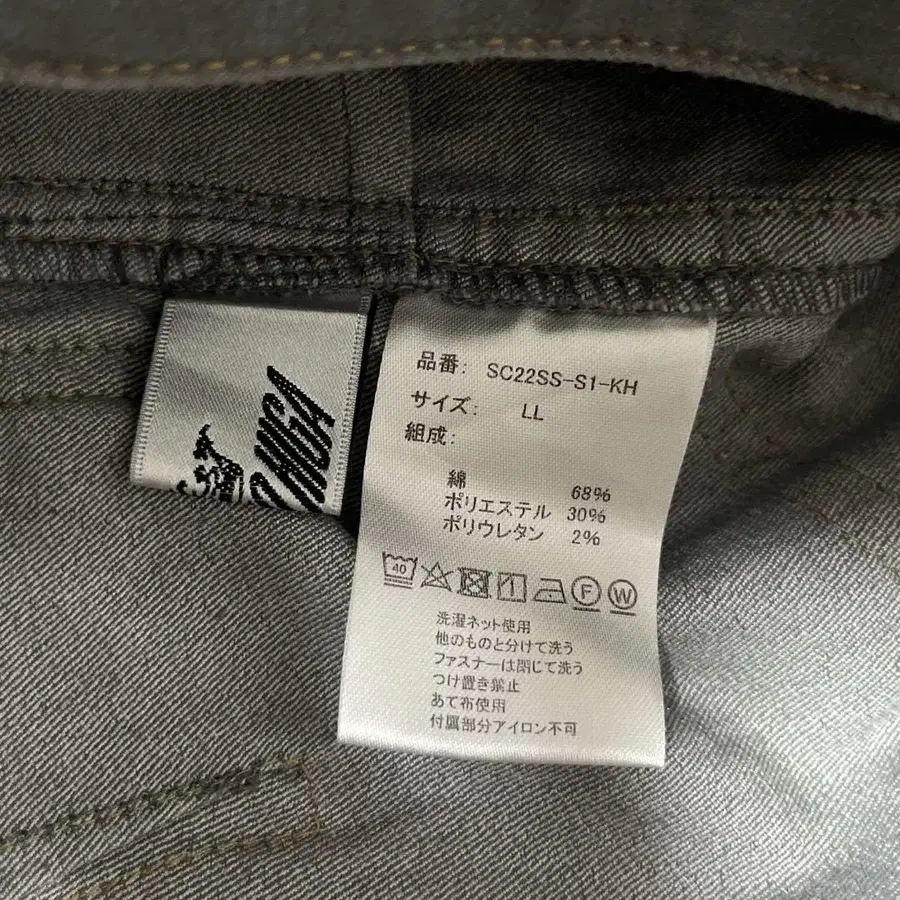 品番: SC22SS-S1-KH
サイズ: LL
組成:
綿 68%
ポリエステル 30%
ポリウレタン 2%
40
F
W
洗濯ネット使用
他のものと分けて洗う
ファスナーは閉じて洗う
つけ置き禁止
あて布使用
付属部分アイロン不可